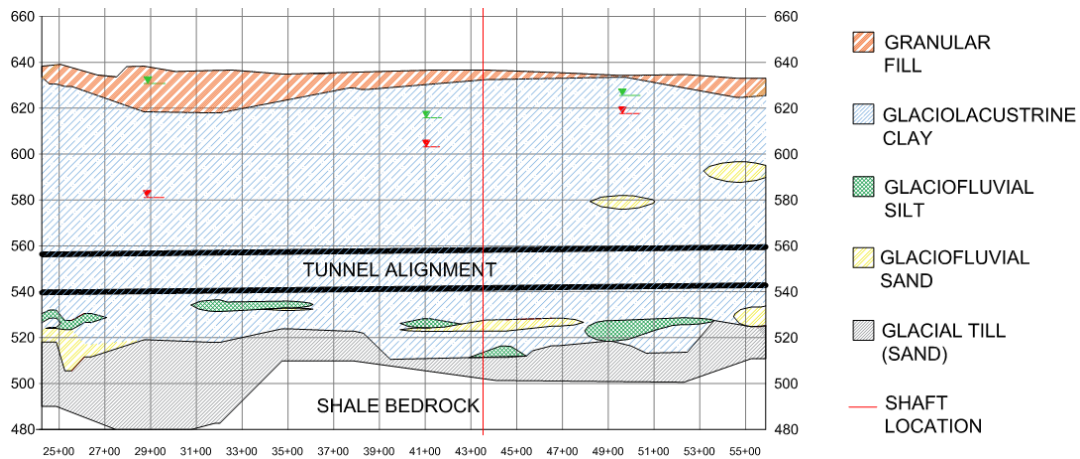 660
640
620
600
580
560
540
520
500
480
660
640
620
600
580
560
540
520
500
480
TUNNEL ALIGNMENT
SHALE BEDROCK
25+00 27+00 29+00 31+00 33+00 35+00 37+00 39+00 41+00 43+00 45+00 47+00 49+00 51+00 53+00 55+00
GRANULAR
FILL
GLACIOLACUSTRINE
CLAY
GLACIOFLUVIAL
SILT
GLACIOFLUVIAL
SAND
GLACIAL TILL
(SAND)
SHAFT
LOCATION